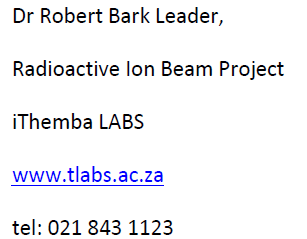 Dr Robert Bark Leader,
Radioactive Ion Beam Project
iThemba LABS
www.tlabs.ac.za
tel: 021 843 1123